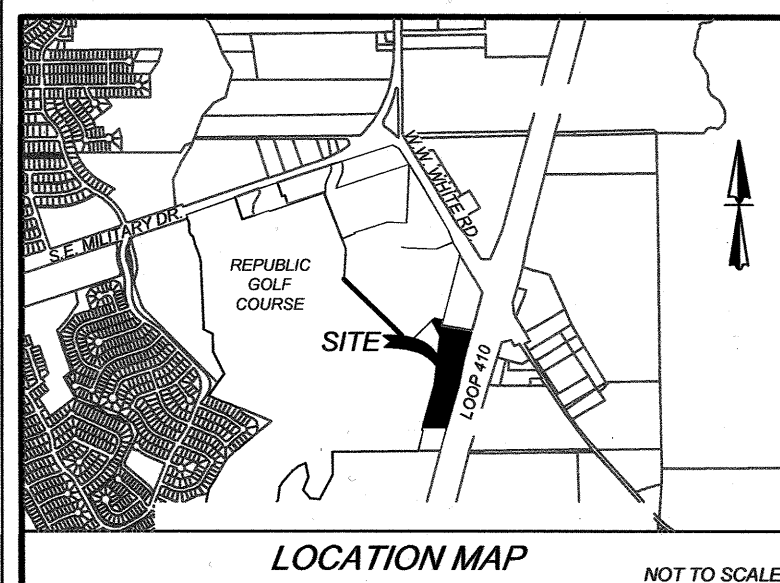 W.W. WHITE RD.
S.E. MILITARY DR.
REPUBLIC
GOLF
COURSE
SITE
LOOP 410
LOCATION MAP
NOT TO SCALE